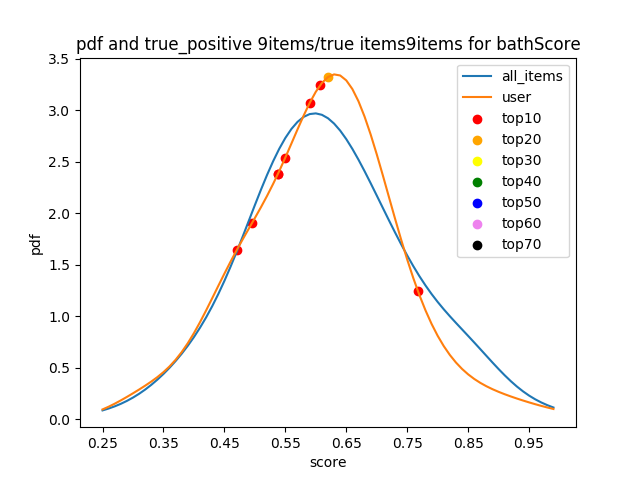 pdf and true_positive 9items/true items9items for bathScore
3.5
3.0
2.5
2.0
1.5
1.0
0.5
0.0
pdf
all_items
user
top10
top20
top30
top40
top50
top60
top70
0.25 0.35 0.45 0.55 0.65 0.75 0.85 0.95
score